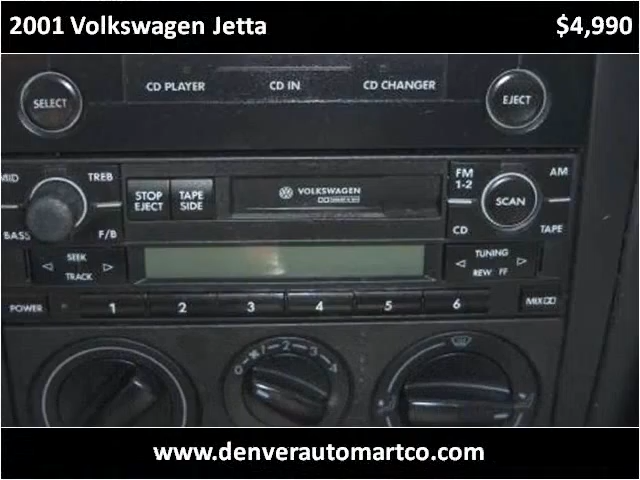 2001 Volkswagen Jetta $4,990
SELECT CD PLAYER CD IN CD CHANGER EJECT
MID TREB STOP EJECT TAPE SIDE VOLKSWAGEN FM 1-2 SCAN AM
BASS F/B CD TAPE
SEEK TRACK TUNING REW FF
POWER 1 2 3 4 5 6 MIX
0 1 2 3 4
www.denverautomartco.com